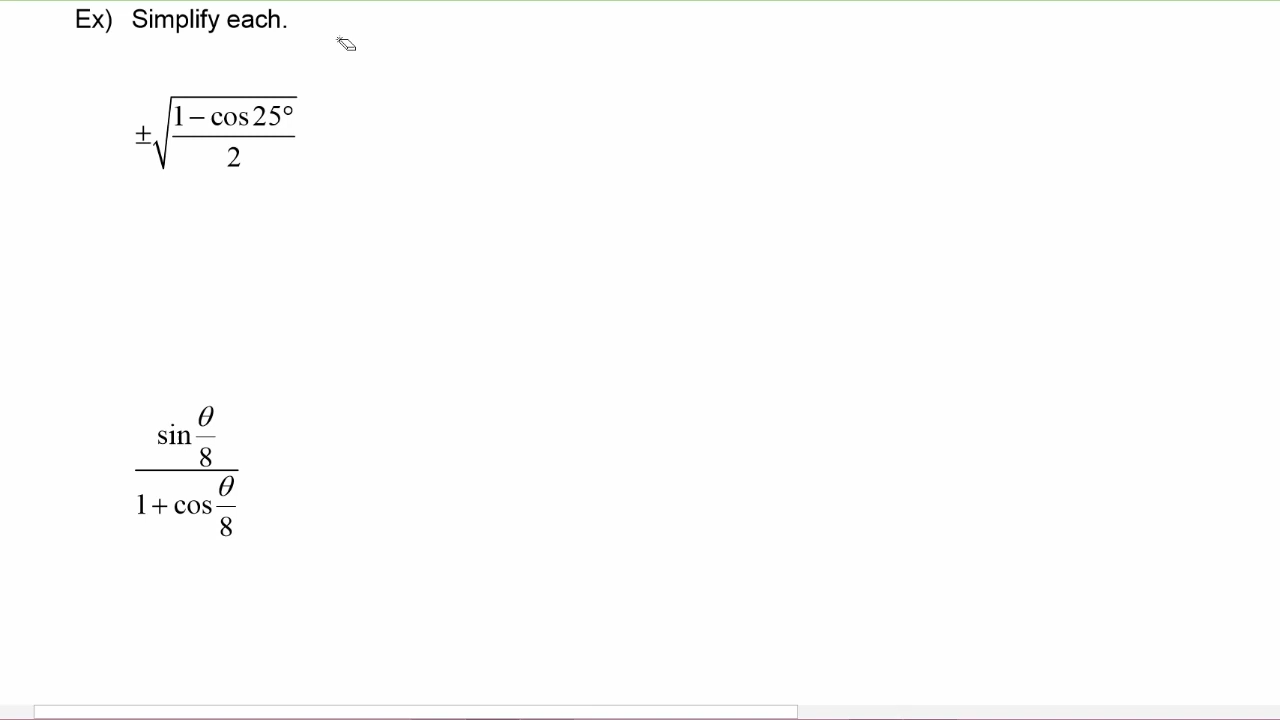 Ex) Simplify each.
±√((1 − cos 25°)/2)
(sin θ/8)/(1 + cos θ/8)